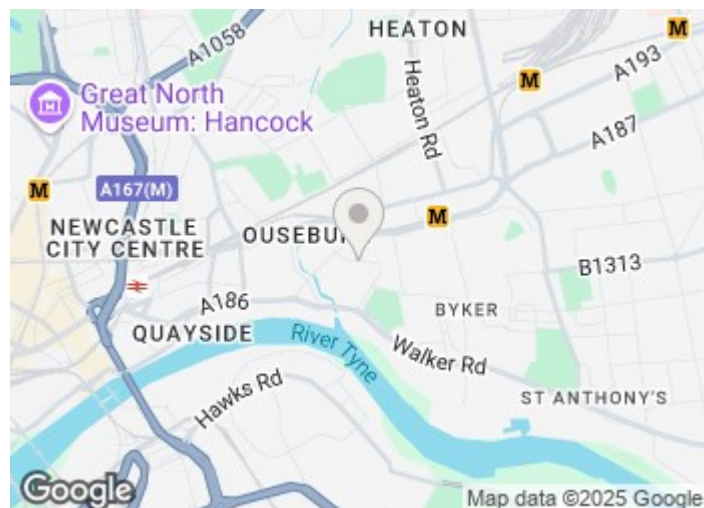 HEATON
A1058
A193
Heaton Rd
Great North
Museum: Hancock
A187
M
M
M
M
A167(M)
NEWCASTLE
CITY CENTRE
B1313
A186
BYKER
QUAYSIDE
River Tyne
Walker Rd
Hawks Rd
ST ANTHONY'S
Google
Map data ©2025 Google